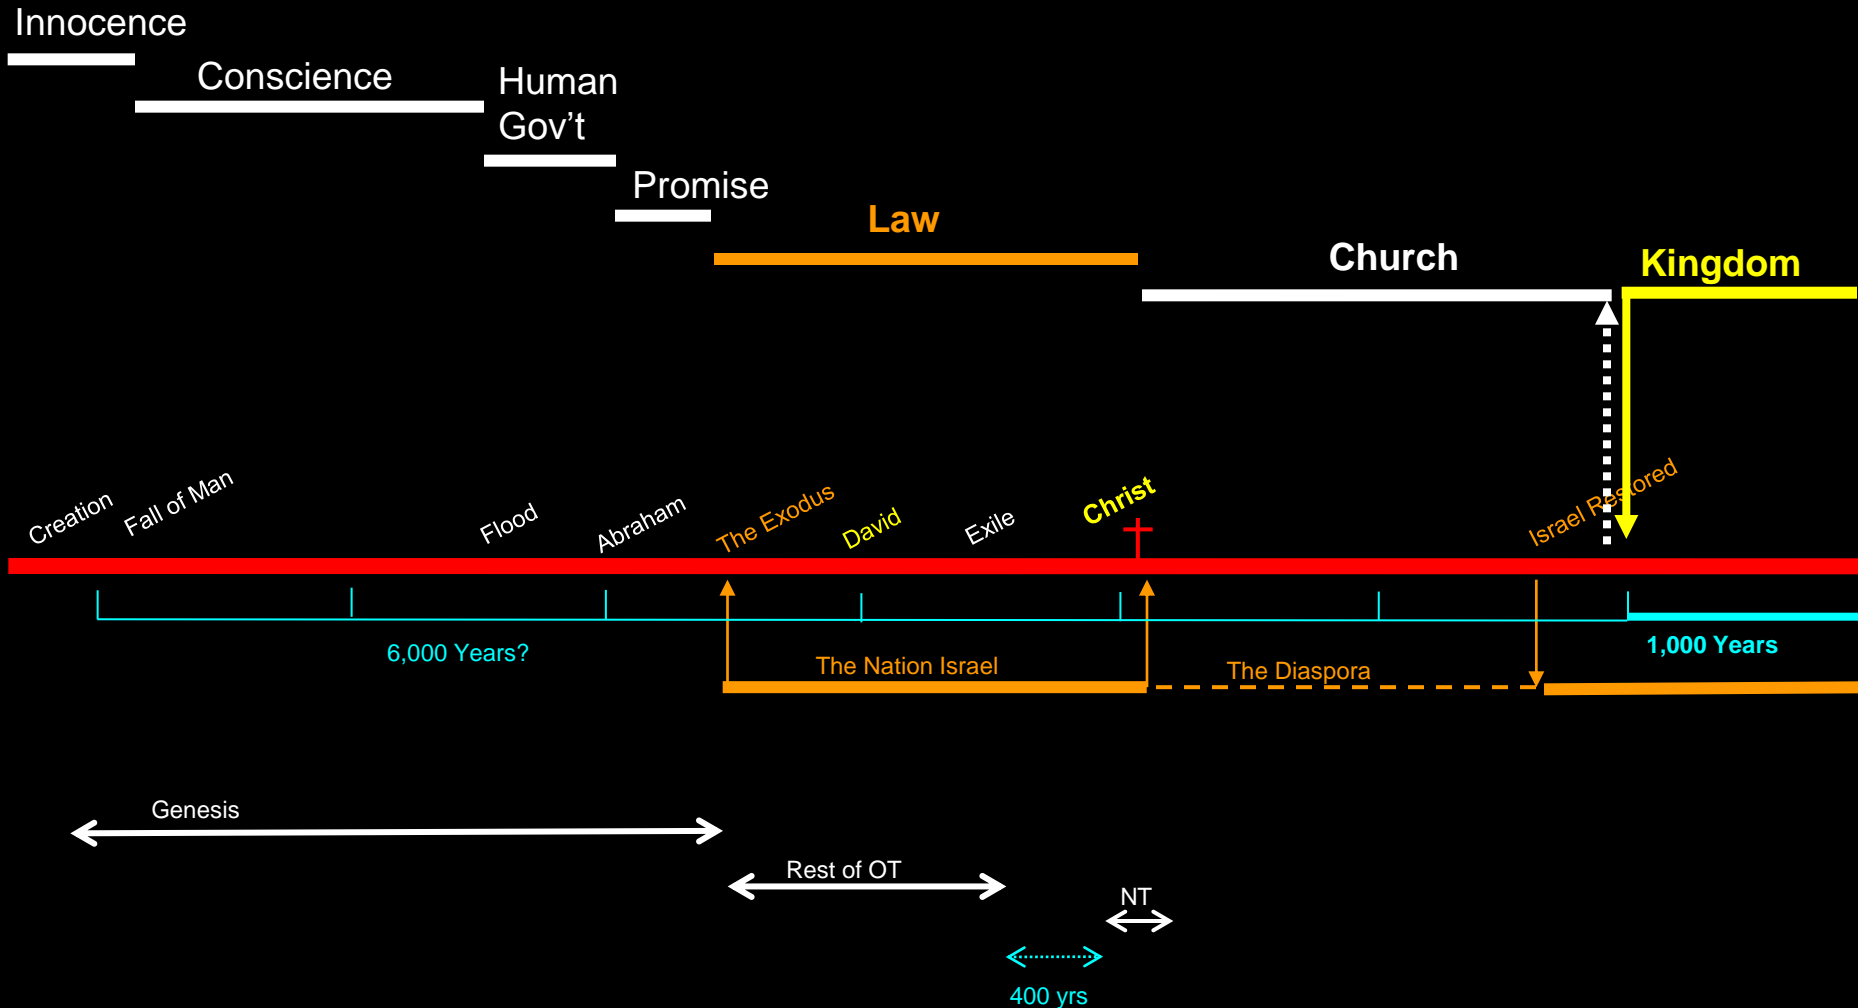 Innocence
Conscience
Human
Gov’t
Promise
Law
Church
Kingdom
Creation
Fall of Man
Flood
Abraham
The Exodus
David
Exile
Christ
Israel Restored
6,000 Years?
1,000 Years
The Nation Israel
The Diaspora
Genesis
Rest of OT
NT
400 yrs